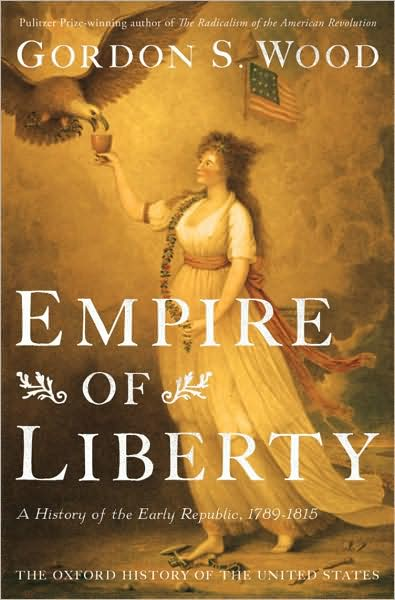 Pulitzer Prize-winning author of The Radicalism of the American Revolution
GORDON S. WOOD
EMPIRE
OF
LIBERTY
A History of the Early Republic, 1789-1815
THE OXFORD HISTORY OF THE UNITED STATES